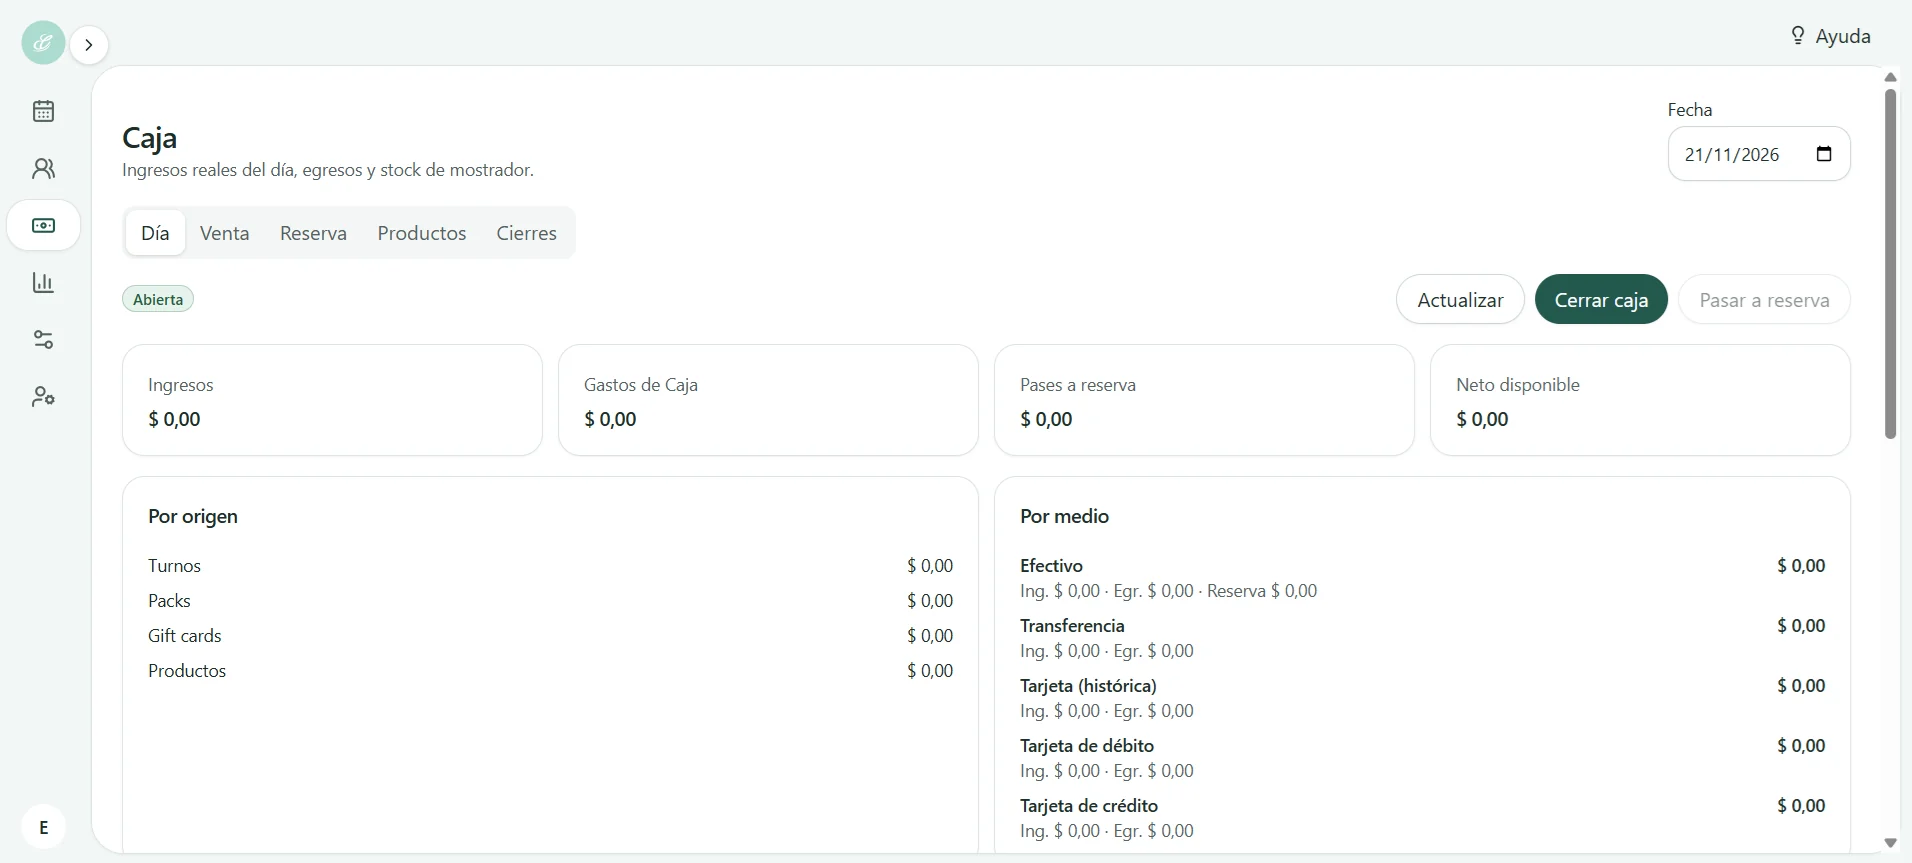 Ayuda
Caja
Ingresos reales del día, egresos y stock de mostrador.
Fecha
21/11/2026
Día
Venta
Reserva
Productos
Cierres
Abierta
Actualizar
Cerrar caja
Pasar a reserva
Ingresos
$ 0,00
Gastos de Caja
$ 0,00
Pases a reserva
$ 0,00
Neto disponible
$ 0,00
Por origen
Turnos $ 0,00
Packs $ 0,00
Gift cards $ 0,00
Productos $ 0,00
Por medio
Efectivo $ 0,00
Ing. $ 0,00 · Egr. $ 0,00 · Reserva $ 0,00
Transferencia $ 0,00
Ing. $ 0,00 · Egr. $ 0,00
Tarjeta (histórica) $ 0,00
Ing. $ 0,00 · Egr. $ 0,00
Tarjeta de débito $ 0,00
Ing. $ 0,00 · Egr. $ 0,00
Tarjeta de crédito $ 0,00
Ing. $ 0,00 · Egr. $ 0,00
E